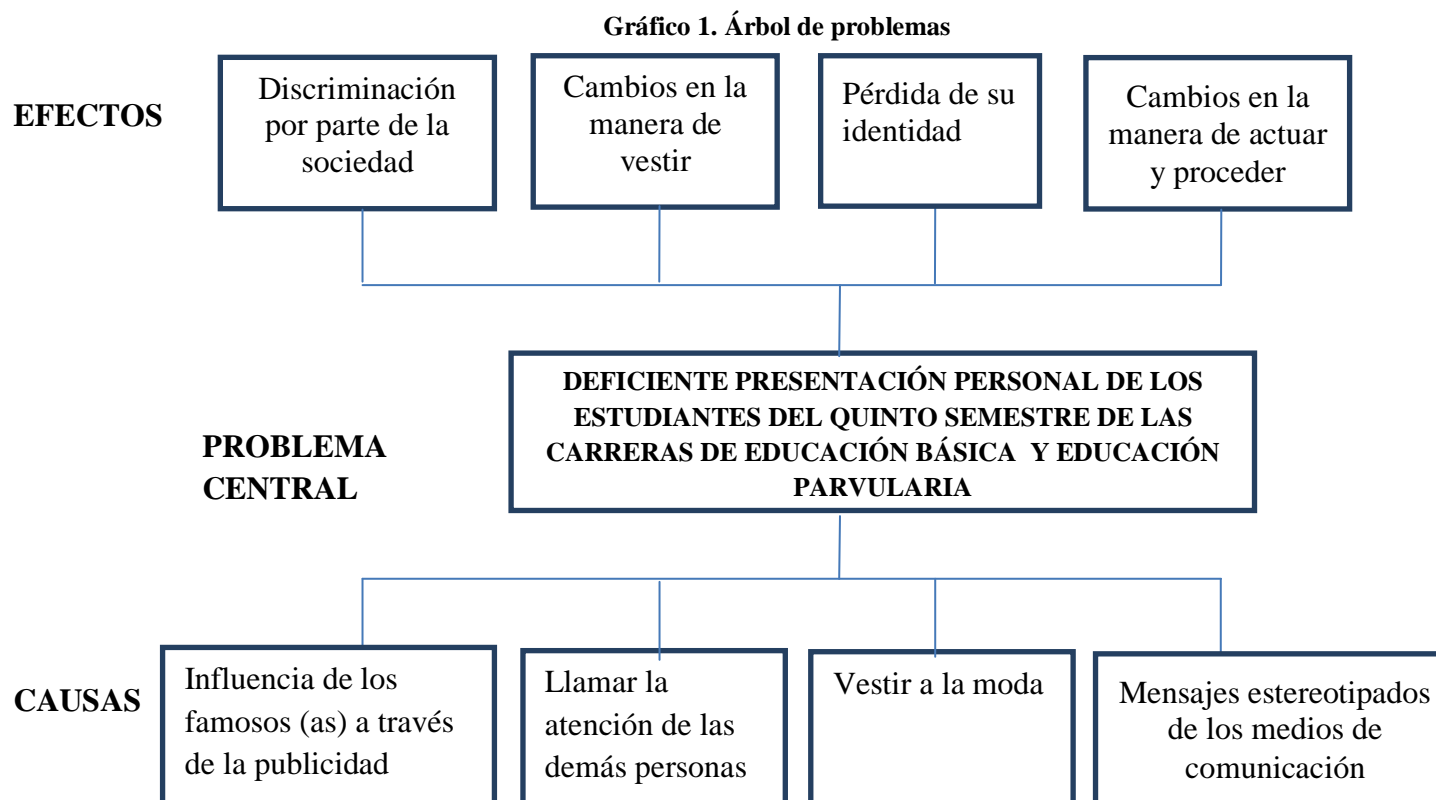 Gráfico 1. Árbol de problemas
EFECTOS
Discriminación
por parte de la
sociedad
Cambios en la
manera de
vestir
Pérdida de su
identidad
Cambios en la
manera de actuar
y proceder
PROBLEMA
CENTRAL
DEFICIENTE PRESENTACIÓN PERSONAL DE LOS
ESTUDIANTES DEL QUINTO SEMESTRE DE LAS
CARRERAS DE EDUCACIÓN BÁSICA Y EDUCACIÓN
PARVULARIA
CAUSAS
Influencia de los
famosos (as) a través
de la publicidad
Llamar la
atención de las
demás personas
Vestir a la moda
Mensajes estereotipados
de los medios de
comunicación